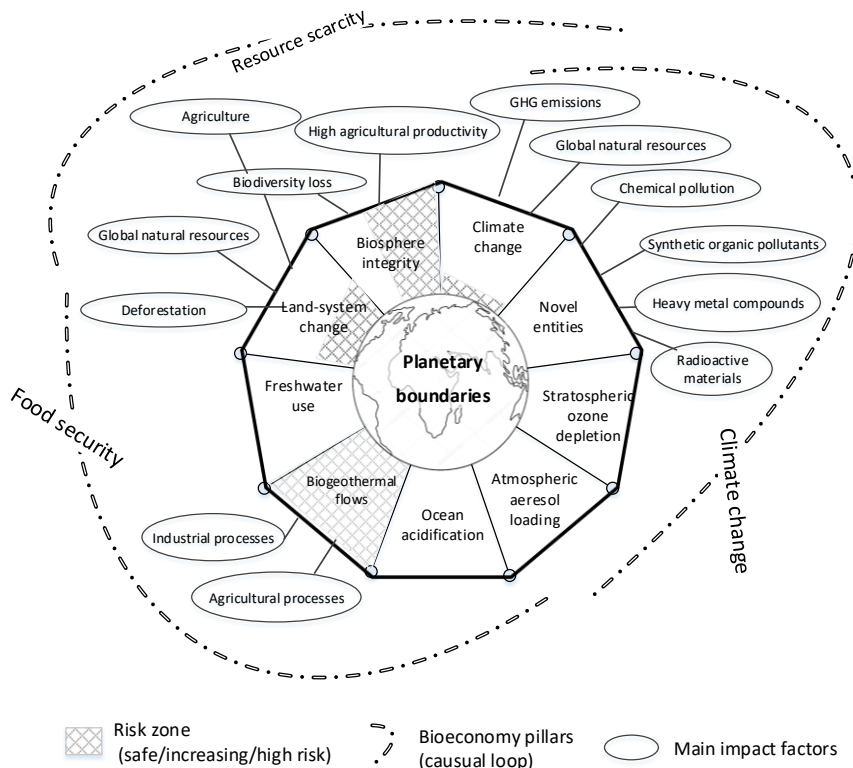 Resource scarcity
GHG emissions
Agriculture
High agricultural productivity
Global natural resources
Biodiversity loss
Chemical pollution
Climate
change
Global natural resources
Biosphere
integrity
Synthetic organic pollutants
Deforestation
Land-system
change
Novel
entities
Heavy metal compounds
Planetary
boundaries
Radioactive
materials
Freshwater
use
Stratospheric
ozone
depletion
Food security
Climate change
Biogeothermal
flows
Atmospheric
aeresol
loading
Ocean
acidification
Industrial processes
Agricultural processes
Risk zone
(safe/increasing/high risk)
Bioeconomy pillars
(causual loop)
Main impact factors